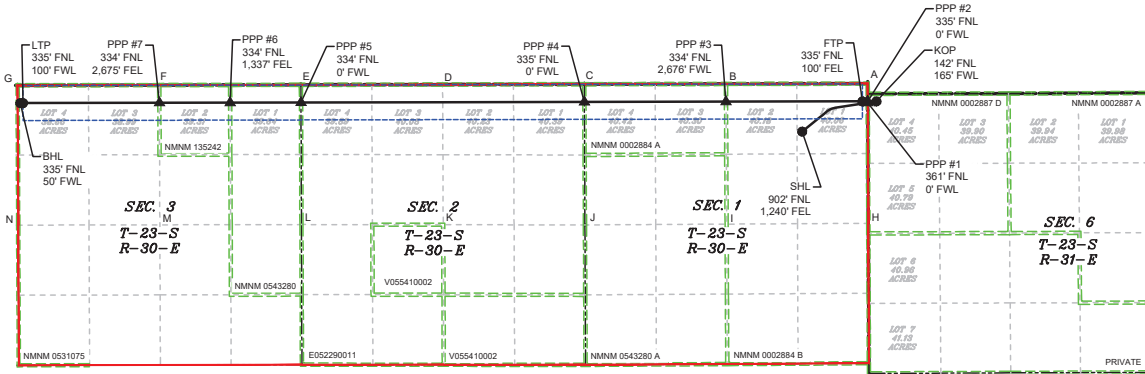 LTP
335' FNL
100' FWL
PPP #7
334' FNL
2,675' FEL
PPP #6
334' FNL
1,337' FEL
PPP #5
334' FNL
0' FWL
PPP #4
335' FNL
0' FWL
PPP #3
334' FNL
2,676' FWL
FTP
335' FNL
100' FEL
PPP #2
335' FNL
0' FWL
KOP
142' FNL
165' FWL
G
F
E
D
C
B
A
LOT 4
ACRES
LOT 3
ACRES
LOT 2
ACRES
LOT 1
ACRES
LOT 4
ACRES
LOT 3
ACRES
LOT 2
ACRES
LOT 1
ACRES
LOT 4
ACRES
LOT 3
ACRES
LOT 2
ACRES
ACRES
NMNM 0002887 D
NMNM 0002887 A
LOT 4
40.45
ACRES
LOT 3
39.90
ACRES
LOT 2
39.94
ACRES
LOT 1
39.98
ACRES
BHL
335' FNL
50' FWL
NMNM 135242
NMNM 0002884 A
SHL
902' FNL
1,240' FEL
PPP #1
361' FNL
0' FWL
LOT 5
40.79
ACRES
N
SEC. 3
M
T-23-S
R-30-E
L
SEC. 2
K
T-23-S
R-30-E
J
SEC. 1
I
T-23-S
R-30-E
H
SEC. 6
T-23-S
R-31-E
LOT 6
40.96
ACRES
NMNM 0543280
V055410002
LOT 7
41.13
ACRES
NMNM 0531075
E052290011
V055410002
NMNM 0543280 A
NMNM 0002884 B
PRIVATE